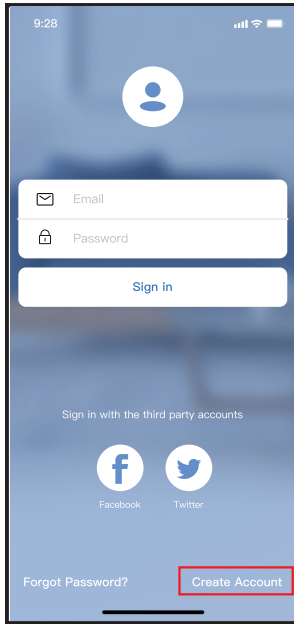 9:28
Email
Password
Sign in
Sign in with the third party accounts
Facebook Twitter
Forgot Password? Create Account